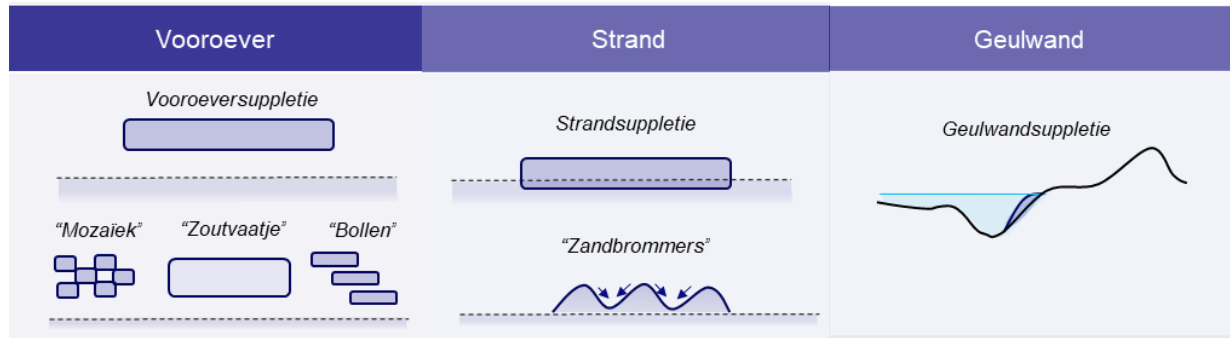 Vooroever
Strand
Geulwand
Vooroeversuppletie
"Mozaïek"
"Zoutvaatje"
"Bollen"
Strandsuppletie
"Zandbrommers"
Geulwandsuppletie